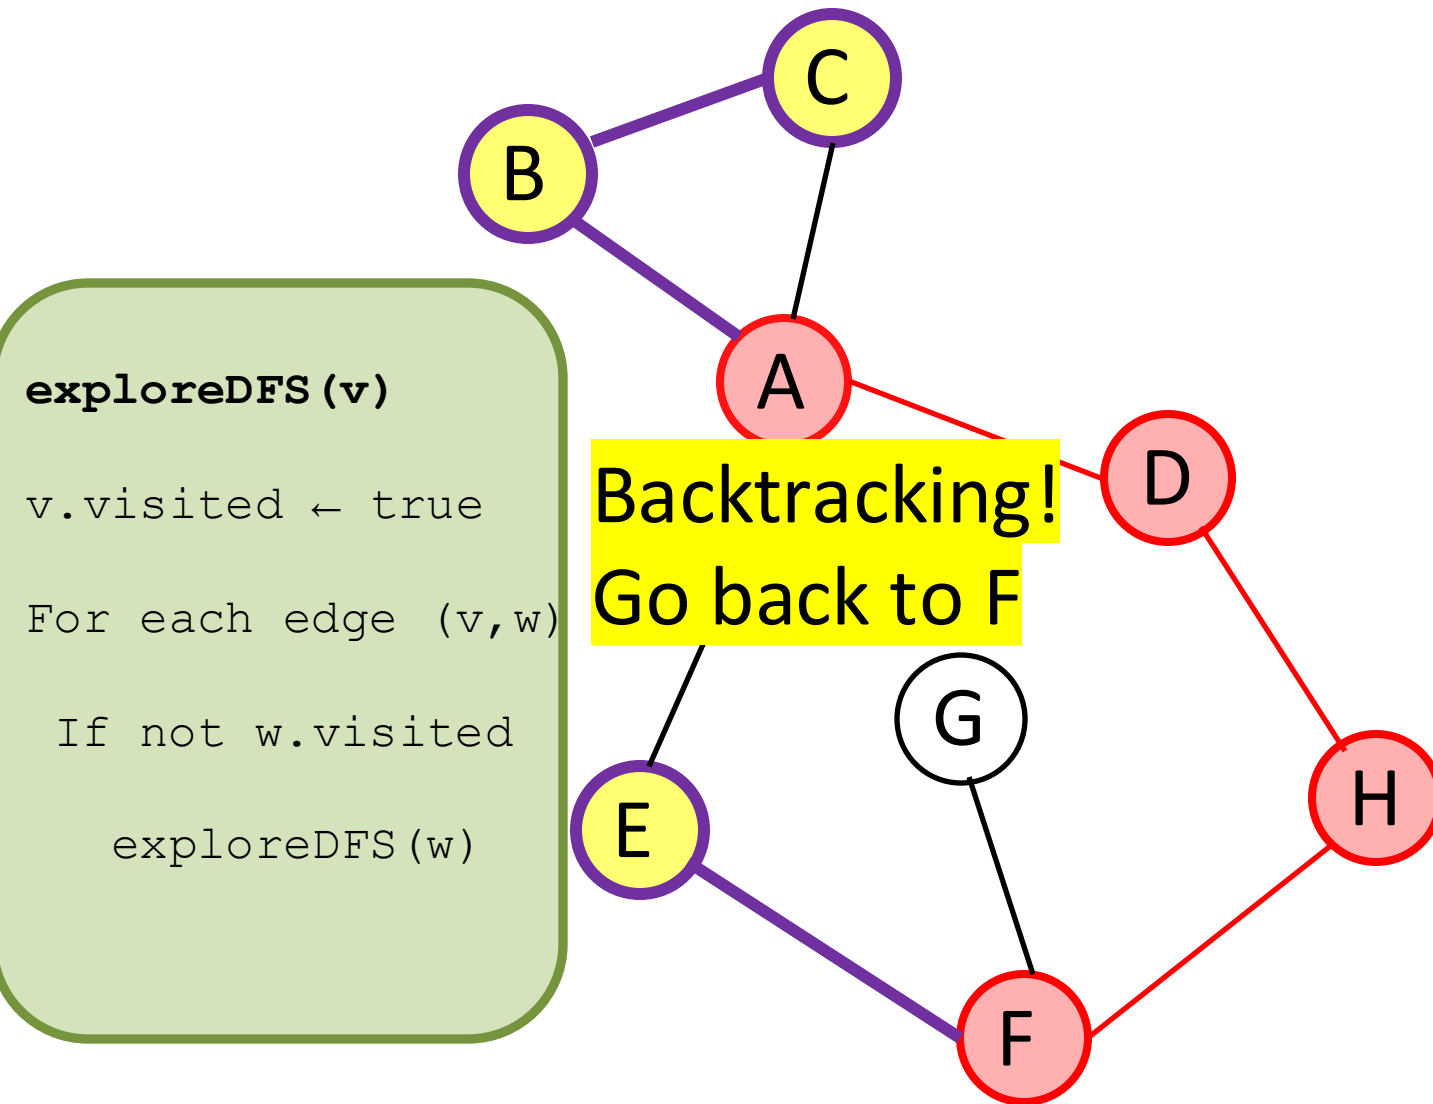 C
B
A
exploreDFS(v)
Backtracking!
D
v.visited ← true
Go back to F
For each edge (v,w)
G
If not w.visited
H
E
exploreDFS(w)
F